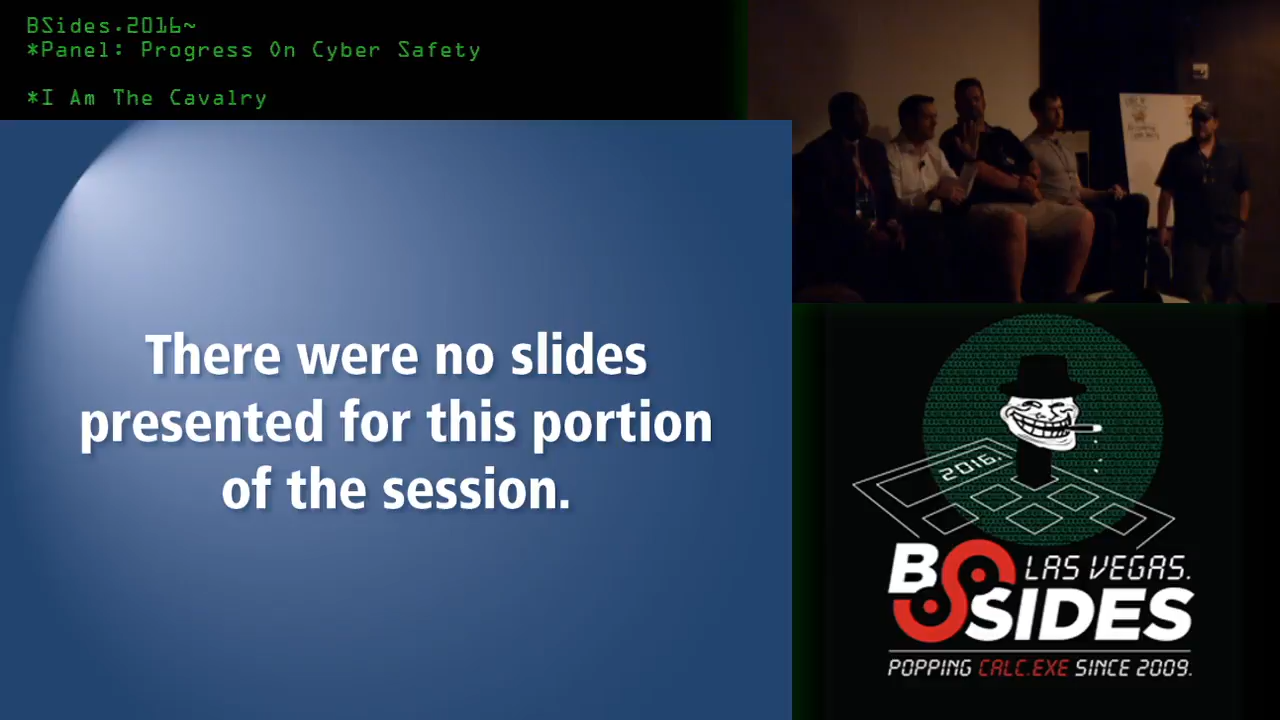 BSides.2016~
*Panel: Progress On Cyber Safety
*I Am The Cavalry
There were no slides
presented for this portion
of the session.
2016.
BSIDES LAS VEGAS.
POPPING CALC.EXE SINCE 2009.